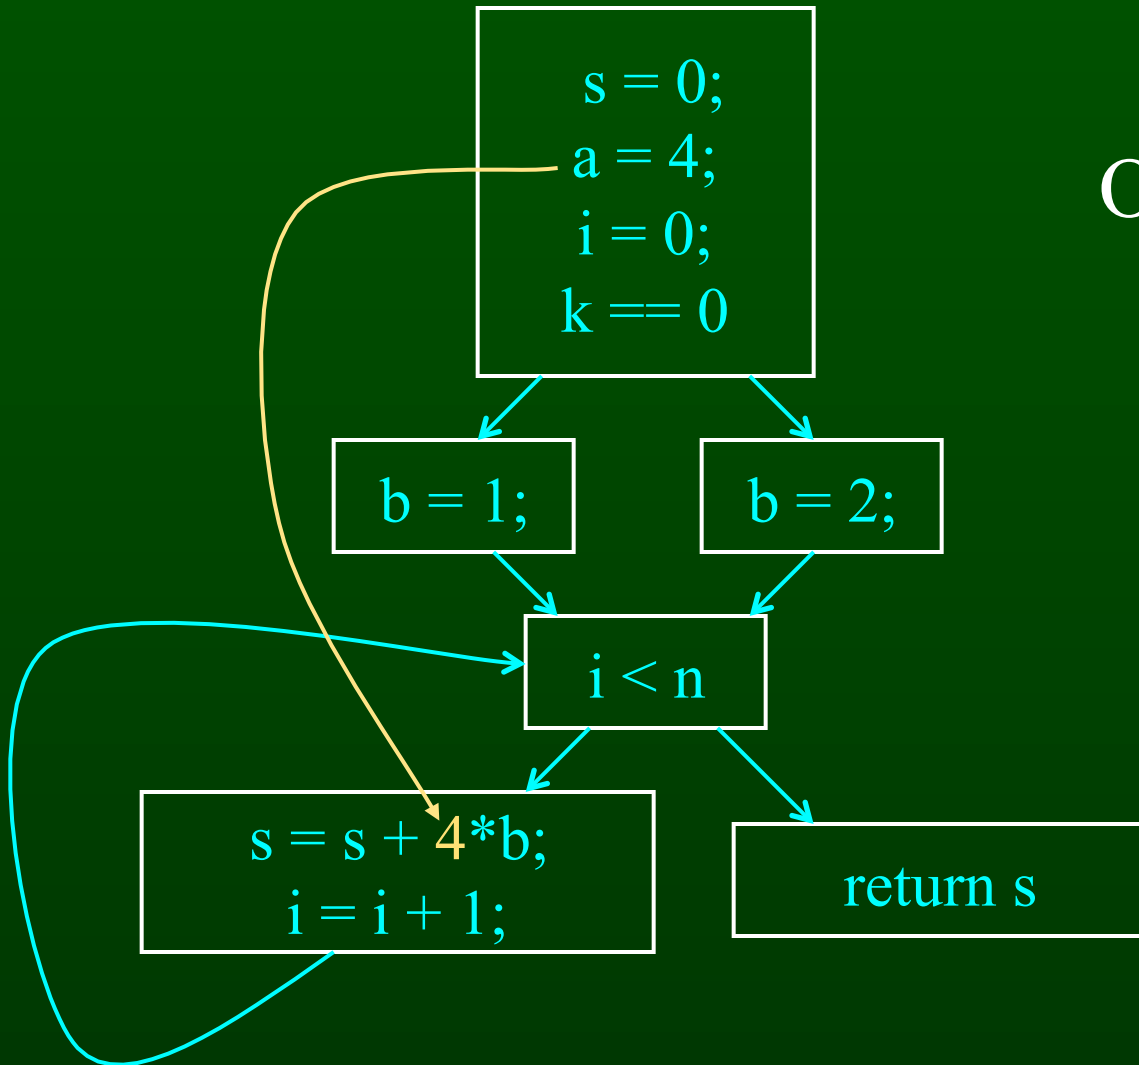 s = 0;
a = 4;
i = 0;
k == 0
b = 1;
b = 2;
i < n
s = s + 4*b;
i = i + 1;
return s